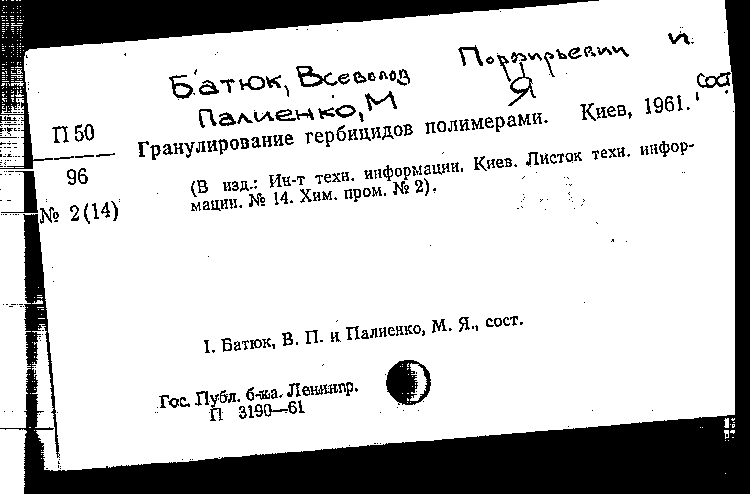 Батюк, Всеволод Порфирьевич и
Палиенко, М Я сост
П 50
Гранулирование гербицидов полимерами. Киев, 1961.
96
(В изд.: Ин-т техн. информации. Киев. Листок техн. инфор-
№ 2 (14)
мации. № 14. Хим. пром. № 2).
I. Батюк, В. П. и Палиенко, М. Я., сост.
Гос. Публ. б-ка. Ленингр.
П 3190—61